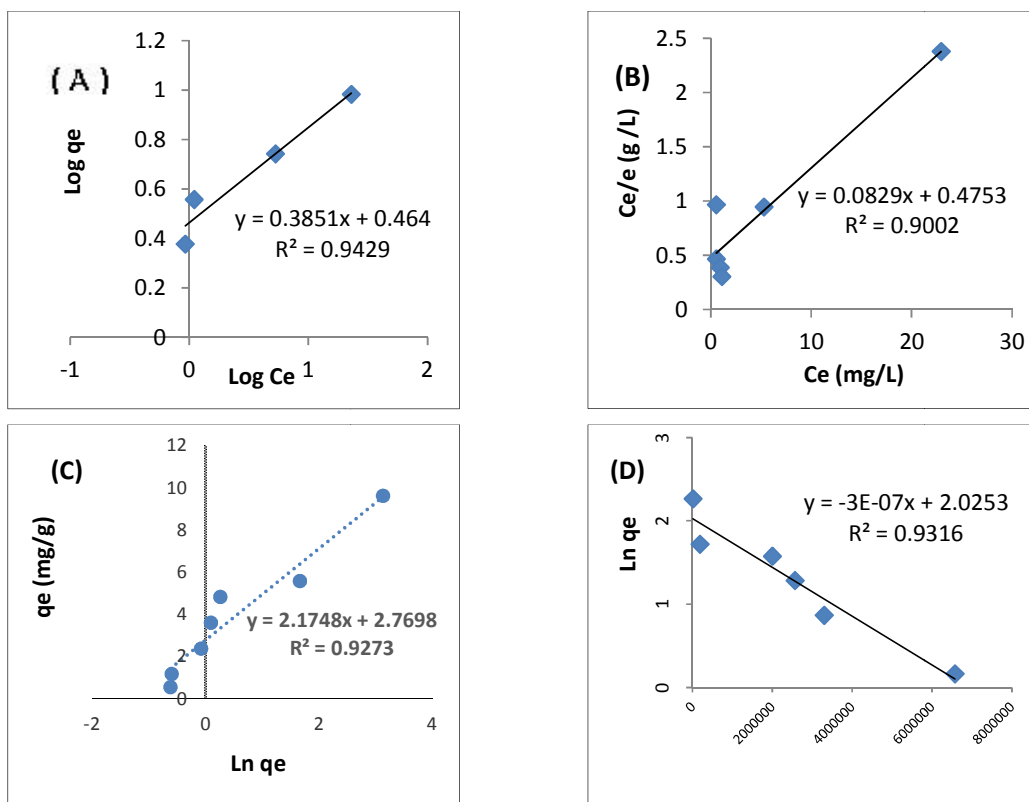 ( A )
1.2
1
0.8
0.6
0.4
0.2
0
-1
0
1
2
Log qe
Log Ce
y = 0.3851x + 0.464
R² = 0.9429
(B)
2.5
2
1.5
1
0.5
0
0
10
20
30
Ce/e (g /L)
Ce (mg/L)
y = 0.0829x + 0.4753
R² = 0.9002
(C)
12
10
8
6
4
2
0
-2
0
2
4
qe (mg/g)
Ln qe
y = 2.1748x + 2.7698
R² = 0.9273
(D)
3
2
1
0
0
2000000
4000000
6000000
8000000
Ln qe
y = -3E-07x + 2.0253
R² = 0.9316